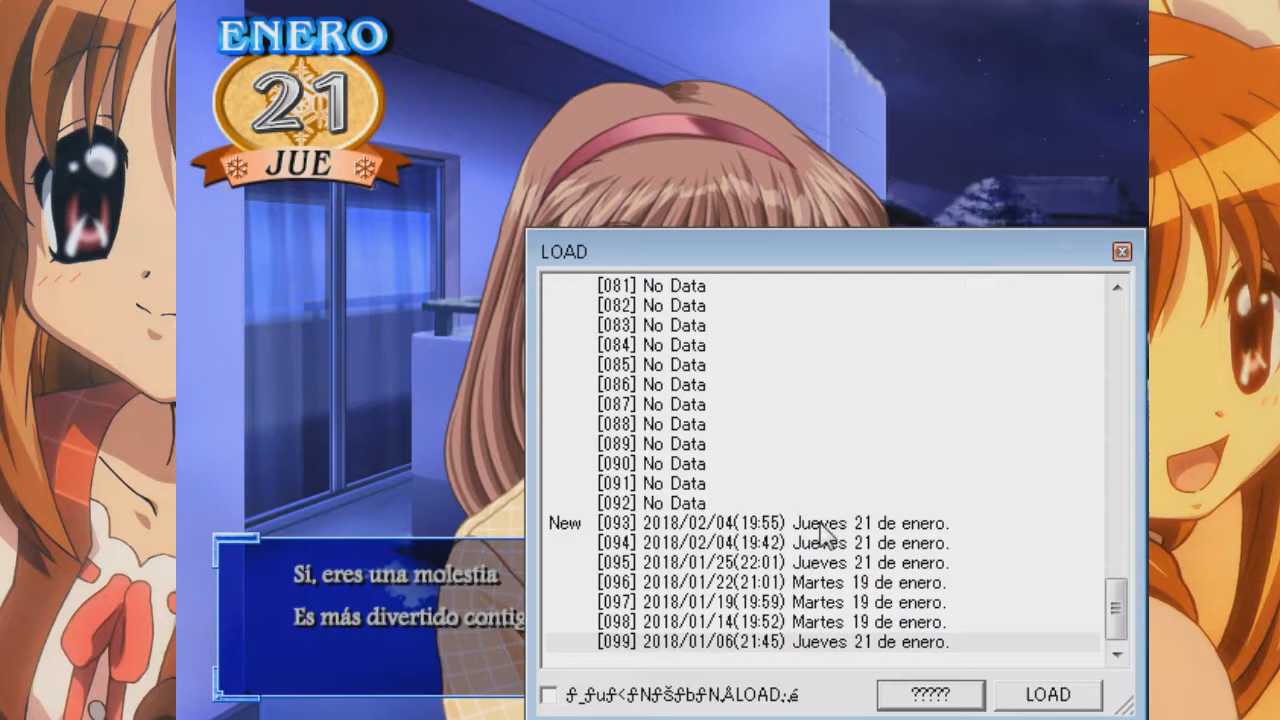 ENERO
21
JUE
LOAD
[081] No Data
[082] No Data
[083] No Data
[084] No Data
[085] No Data
[086] No Data
[087] No Data
[088] No Data
[089] No Data
[090] No Data
[091] No Data
[092] No Data
New [093] 2018/02/04(19:55) Jueves 21 de enero.
[094] 2018/02/04(19:42) Jueves 21 de enero.
[095] 2018/01/25(22:01) Jueves 21 de enero.
[096] 2018/01/22(21:01) Martes 19 de enero.
[097] 2018/01/19(19:59) Martes 19 de enero.
[098] 2018/01/14(19:52) Martes 19 de enero.
[099] 2018/01/06(21:45) Jueves 21 de enero.
Sí, eres una molestia
Es más divertido contig
????? LOAD